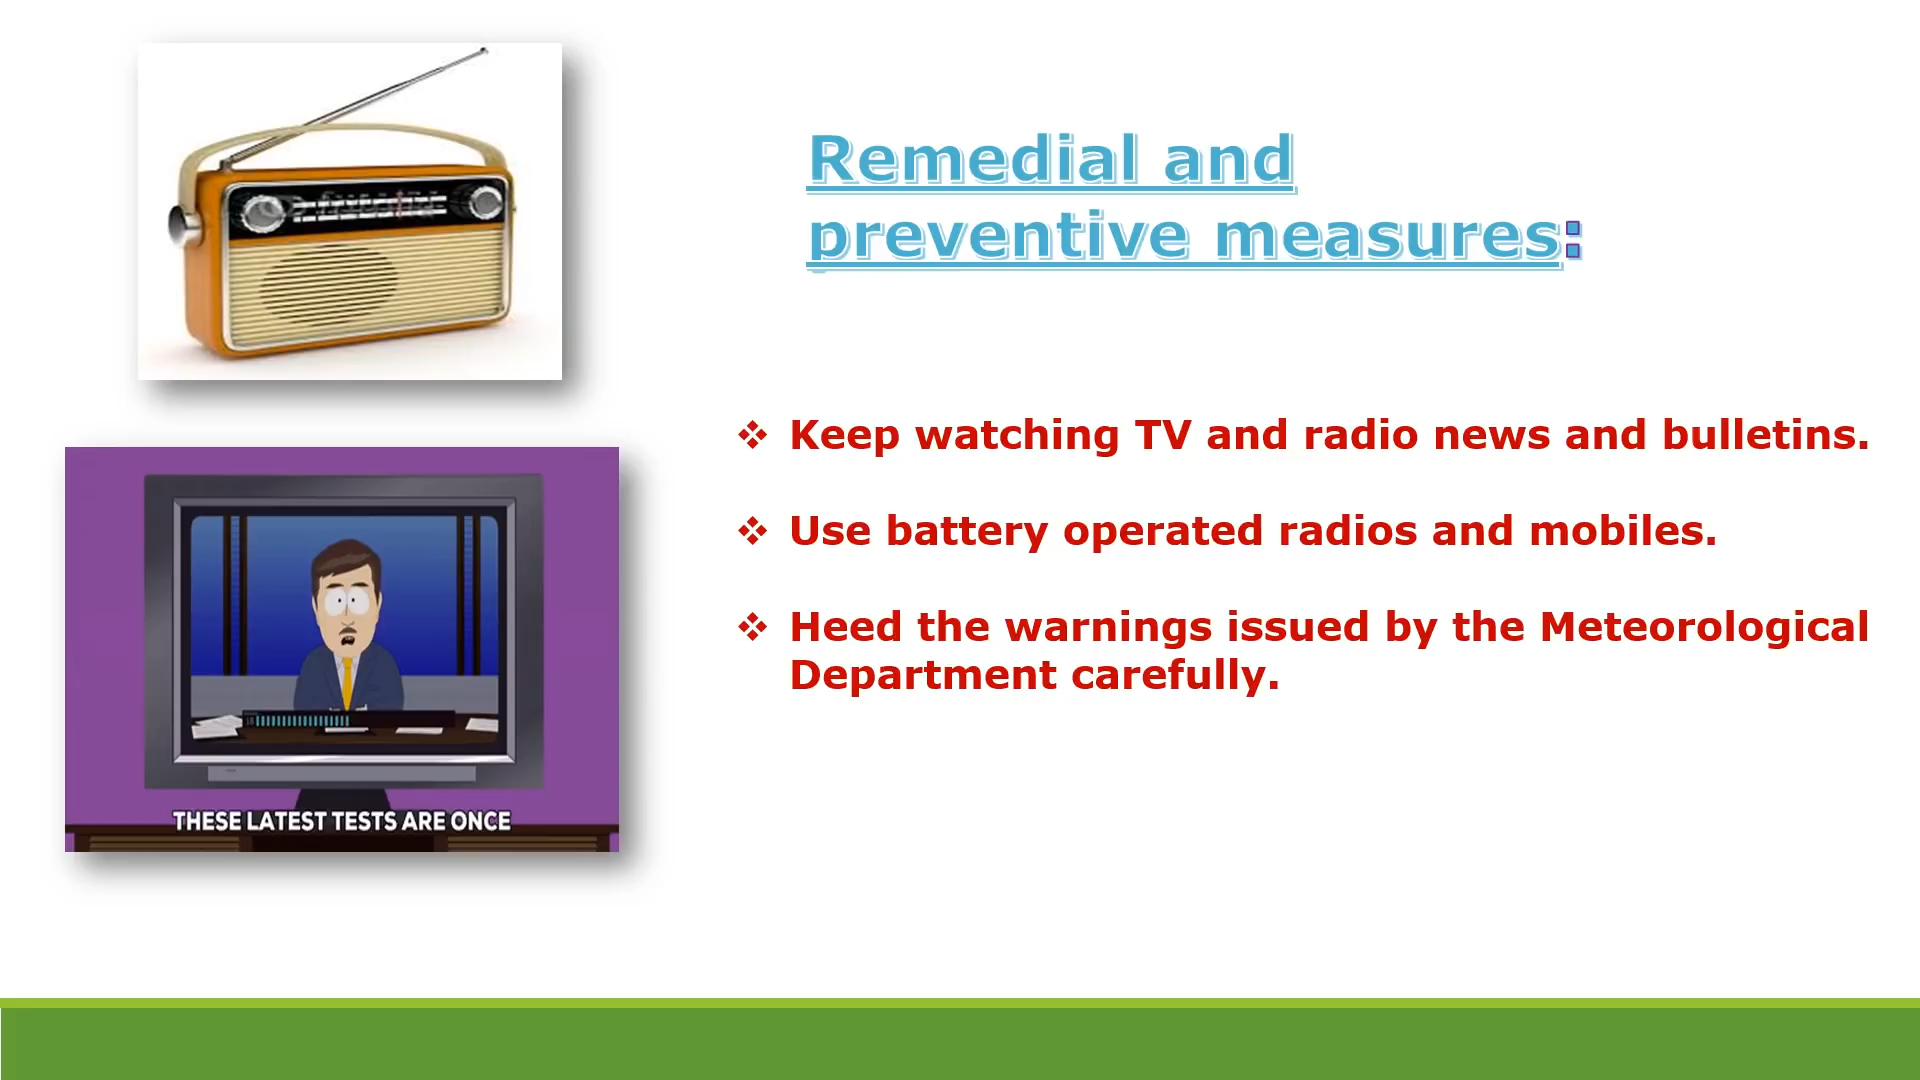 Remedial and
preventive measures:
❖ Keep watching TV and radio news and bulletins.
❖ Use battery operated radios and mobiles.
❖ Heed the warnings issued by the Meteorological
Department carefully.
THESE LATEST TESTS ARE ONCE